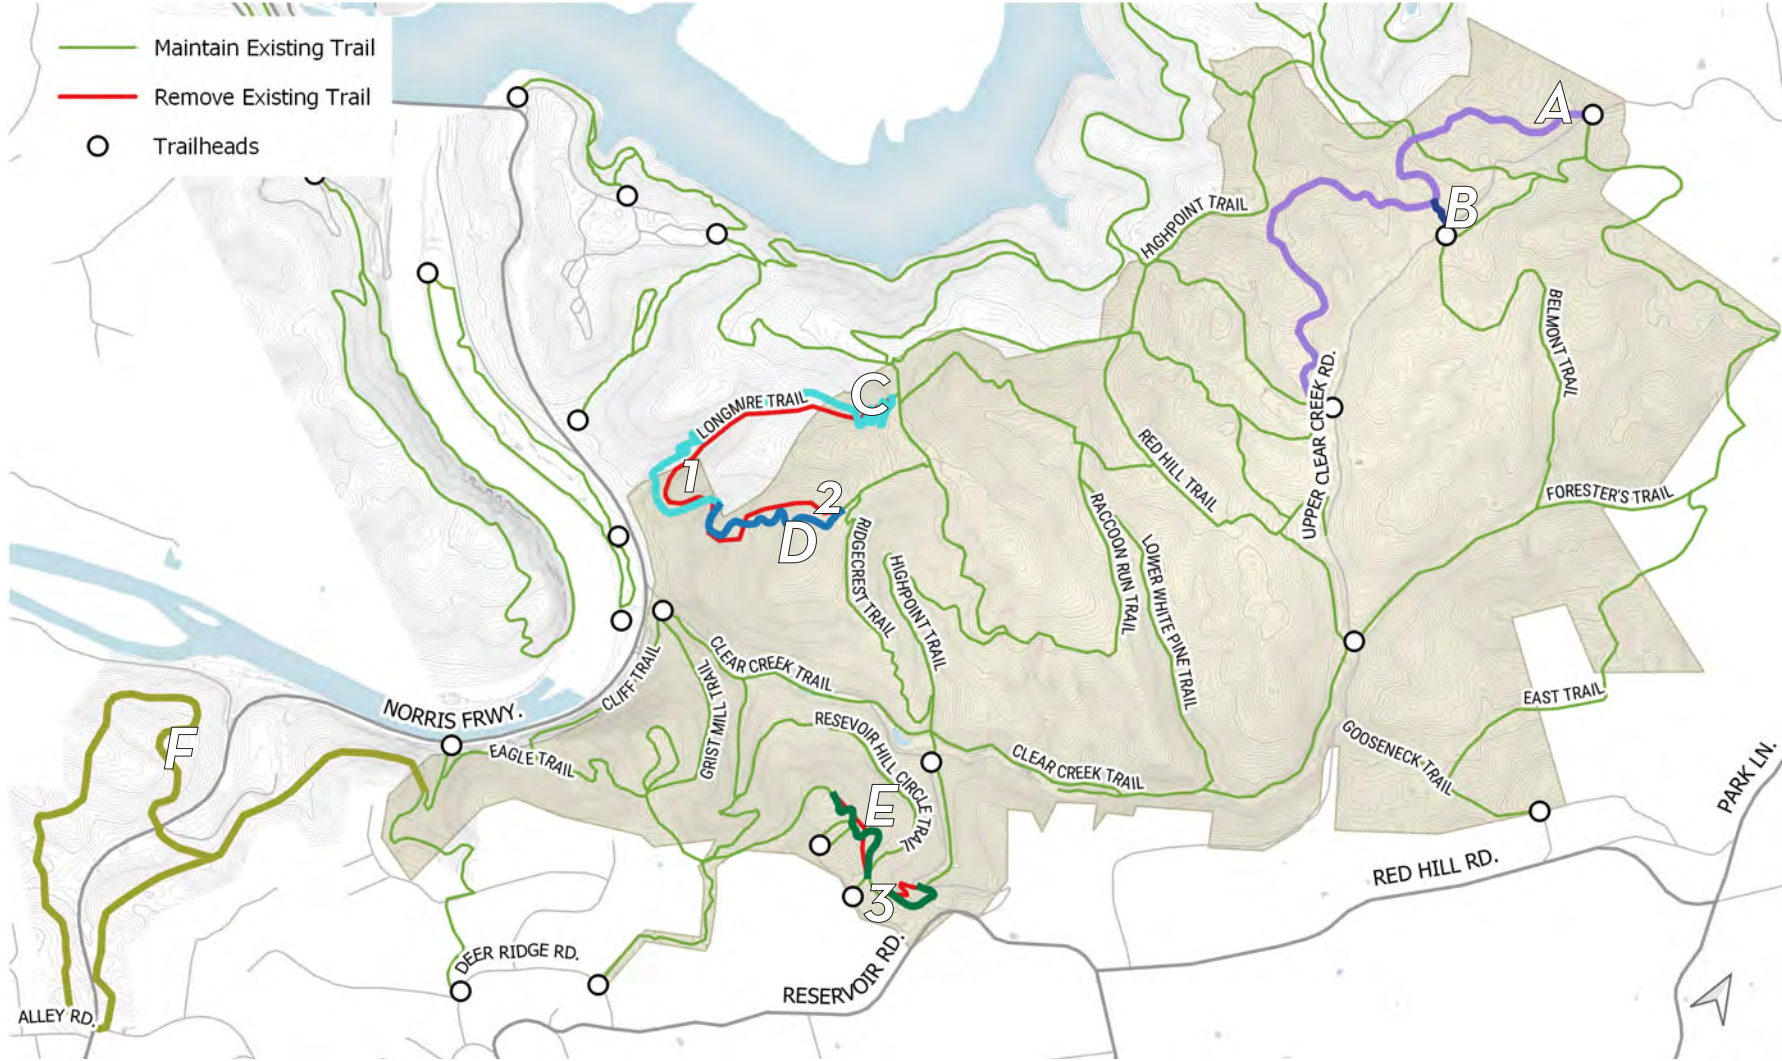 Maintain Existing Trail
Remove Existing Trail
Trailheads
A
B
HIGHPOINT TRAIL
BELMONT TRAIL
UPPER CLEAR CREEK RD.
C
LONGMIRE TRAIL
1
2
D
RED HILL TRAIL
FORESTER'S TRAIL
RACCOON RUN TRAIL
LOWER WHITE PINE TRAIL
RIDGECREST TRAIL
HIGHPOINT TRAIL
CLEAR CREEK TRAIL
CLIFF TRAIL
GRIST MILL TRAIL
EAST TRAIL
NORRIS FRWY.
F
EAGLE TRAIL
RESEVOIR HILL CIRCLE TRAIL
CLEAR CREEK TRAIL
GOOSENECK TRAIL
PARK LN.
E
3
RED HILL RD.
DEER RIDGE RD.
RESERVOIR RD.
ALLEY RD.